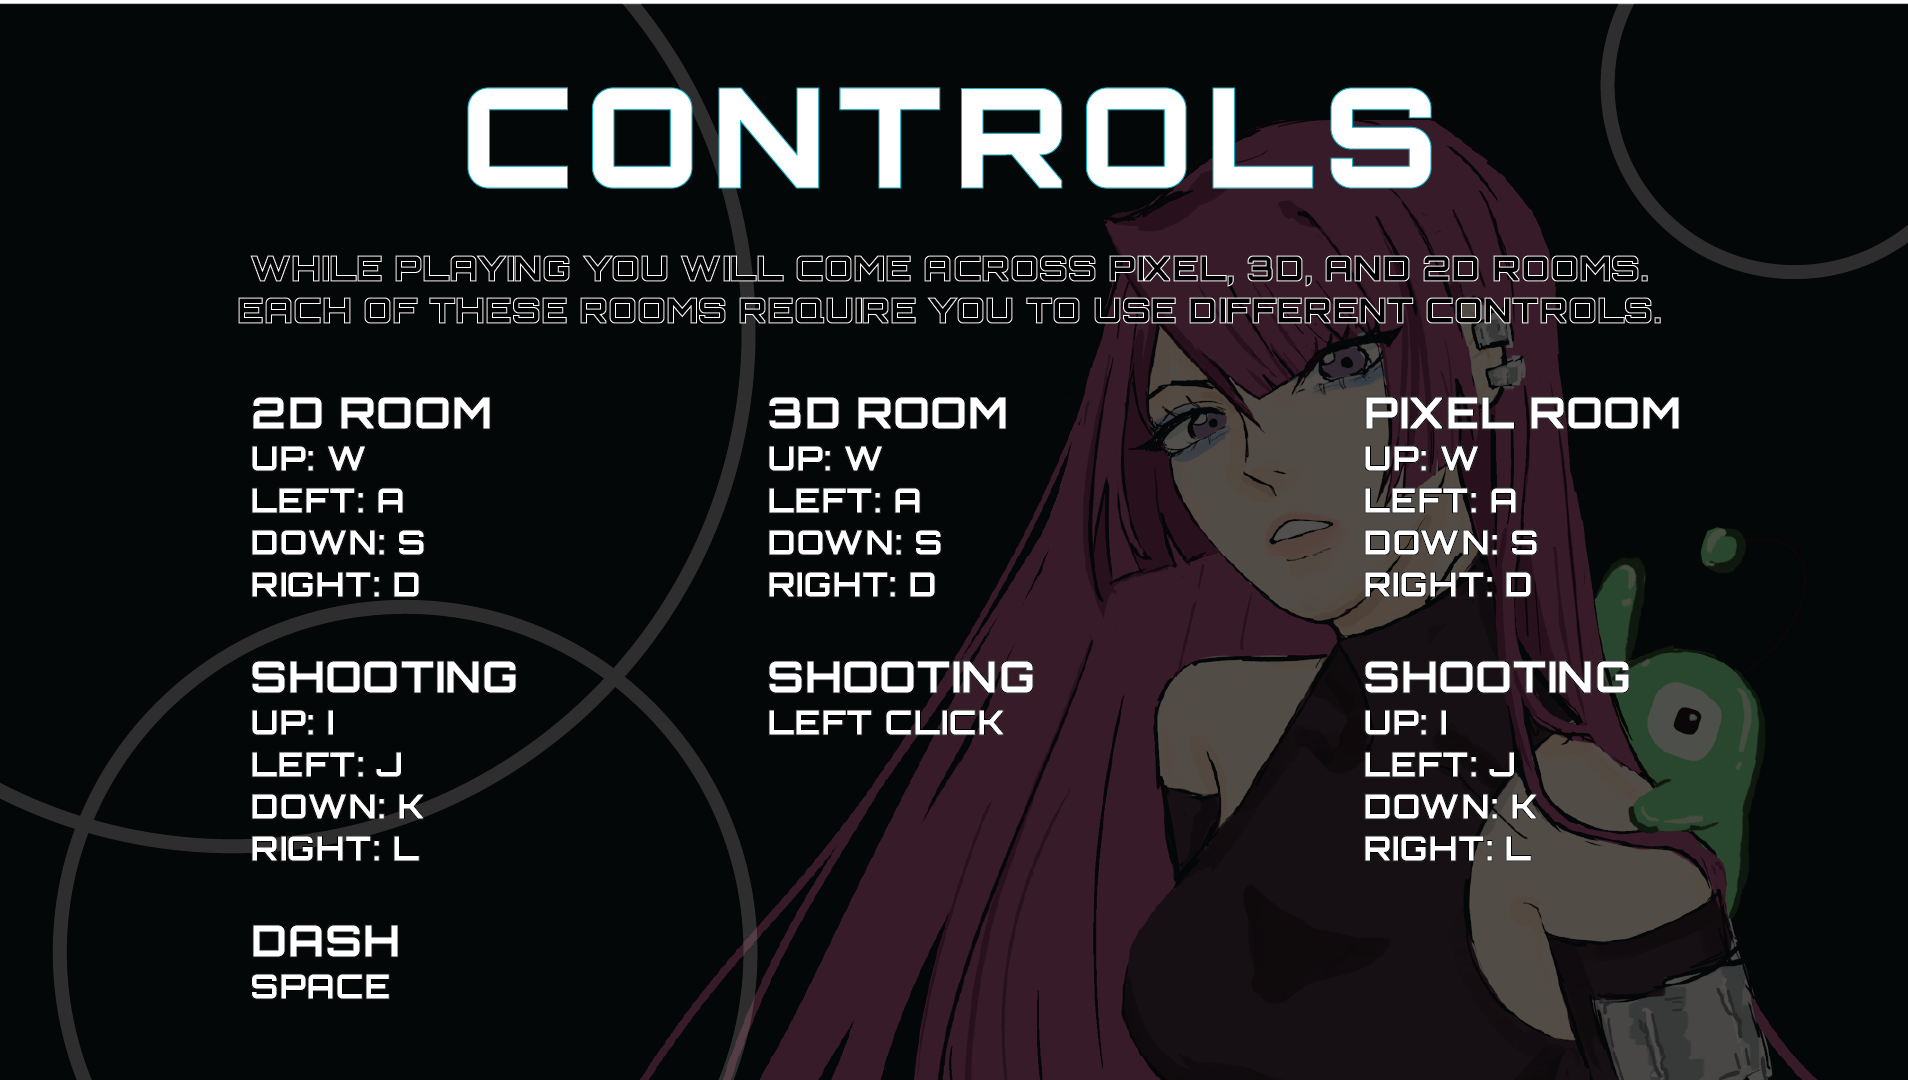 CONTROLS
WHILE PLAYING YOU WILL COME ACROSS PIXEL, 3D, AND 2D ROOMS.
EACH OF THESE ROOMS REQUIRE YOU TO USE DIFFERENT CONTROLS.
2D ROOM
UP: W
LEFT: A
DOWN: S
RIGHT: D
SHOOTING
UP: I
LEFT: J
DOWN: K
RIGHT: L
DASH
SPACE
3D ROOM
UP: W
LEFT: A
DOWN: S
RIGHT: D
SHOOTING
LEFT CLICK
PIXEL ROOM
UP: W
LEFT: A
DOWN: S
RIGHT: D
SHOOTING
UP: I
LEFT: J
DOWN: K
RIGHT: L